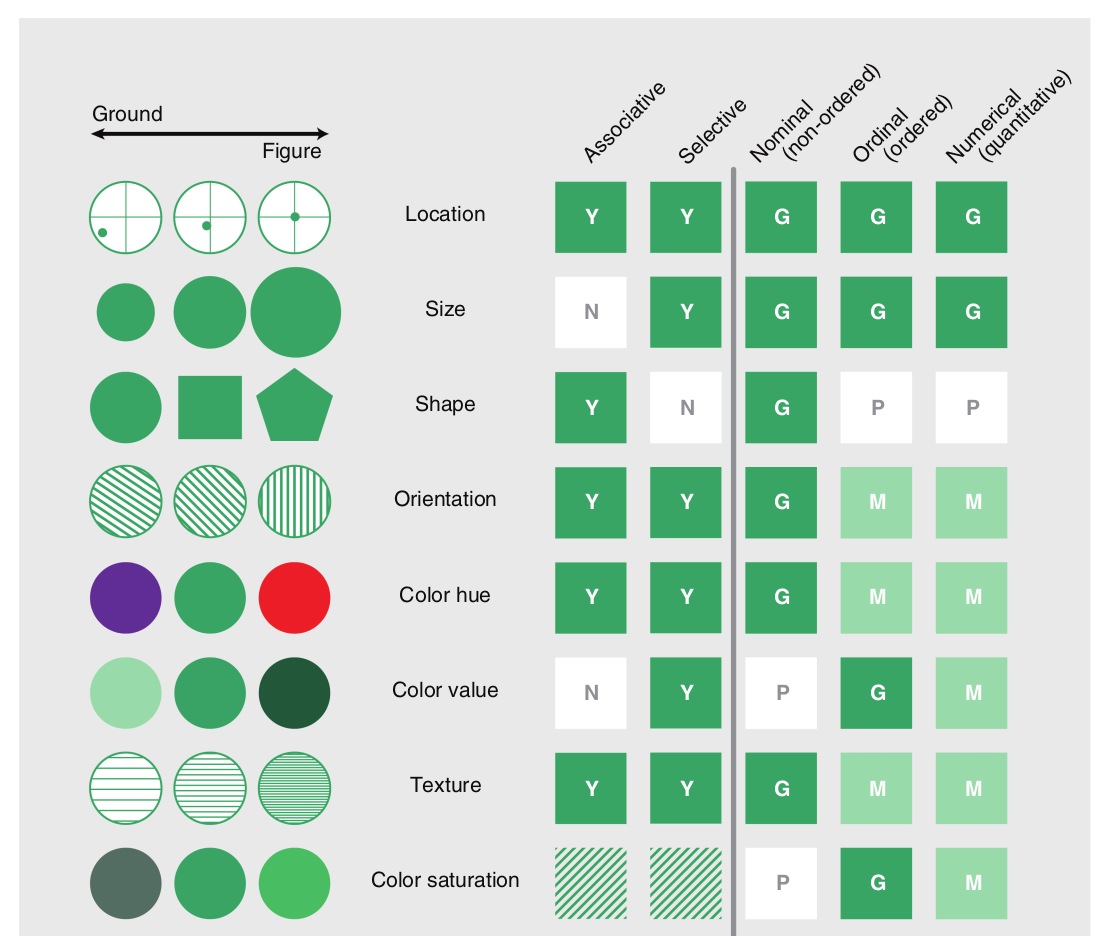 Ground
Figure
Associative
Selective
Nominal
(non-ordered)
Ordinal
(ordered)
Numerical
(quantitative)
Location Y Y G G G
Size N Y G G G
Shape Y N G P P
Orientation Y Y G M M
Color hue Y Y G M M
Color value N Y P G M
Texture Y Y G M M
Color saturation P G M